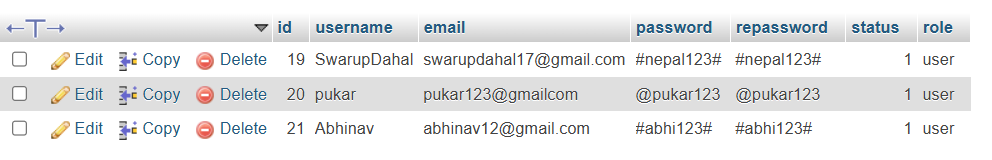 id username email password repassword status role
Edit Copy Delete 19 SwarupDahal swarupdahal17@gmail.com #nepal123# #nepal123# 1 user
Edit Copy Delete 20 pukar pukar123@gmailcom @pukar123 @pukar123 1 user
Edit Copy Delete 21 Abhinav abhinav12@gmail.com #abhi123# #abhi123# 1 user